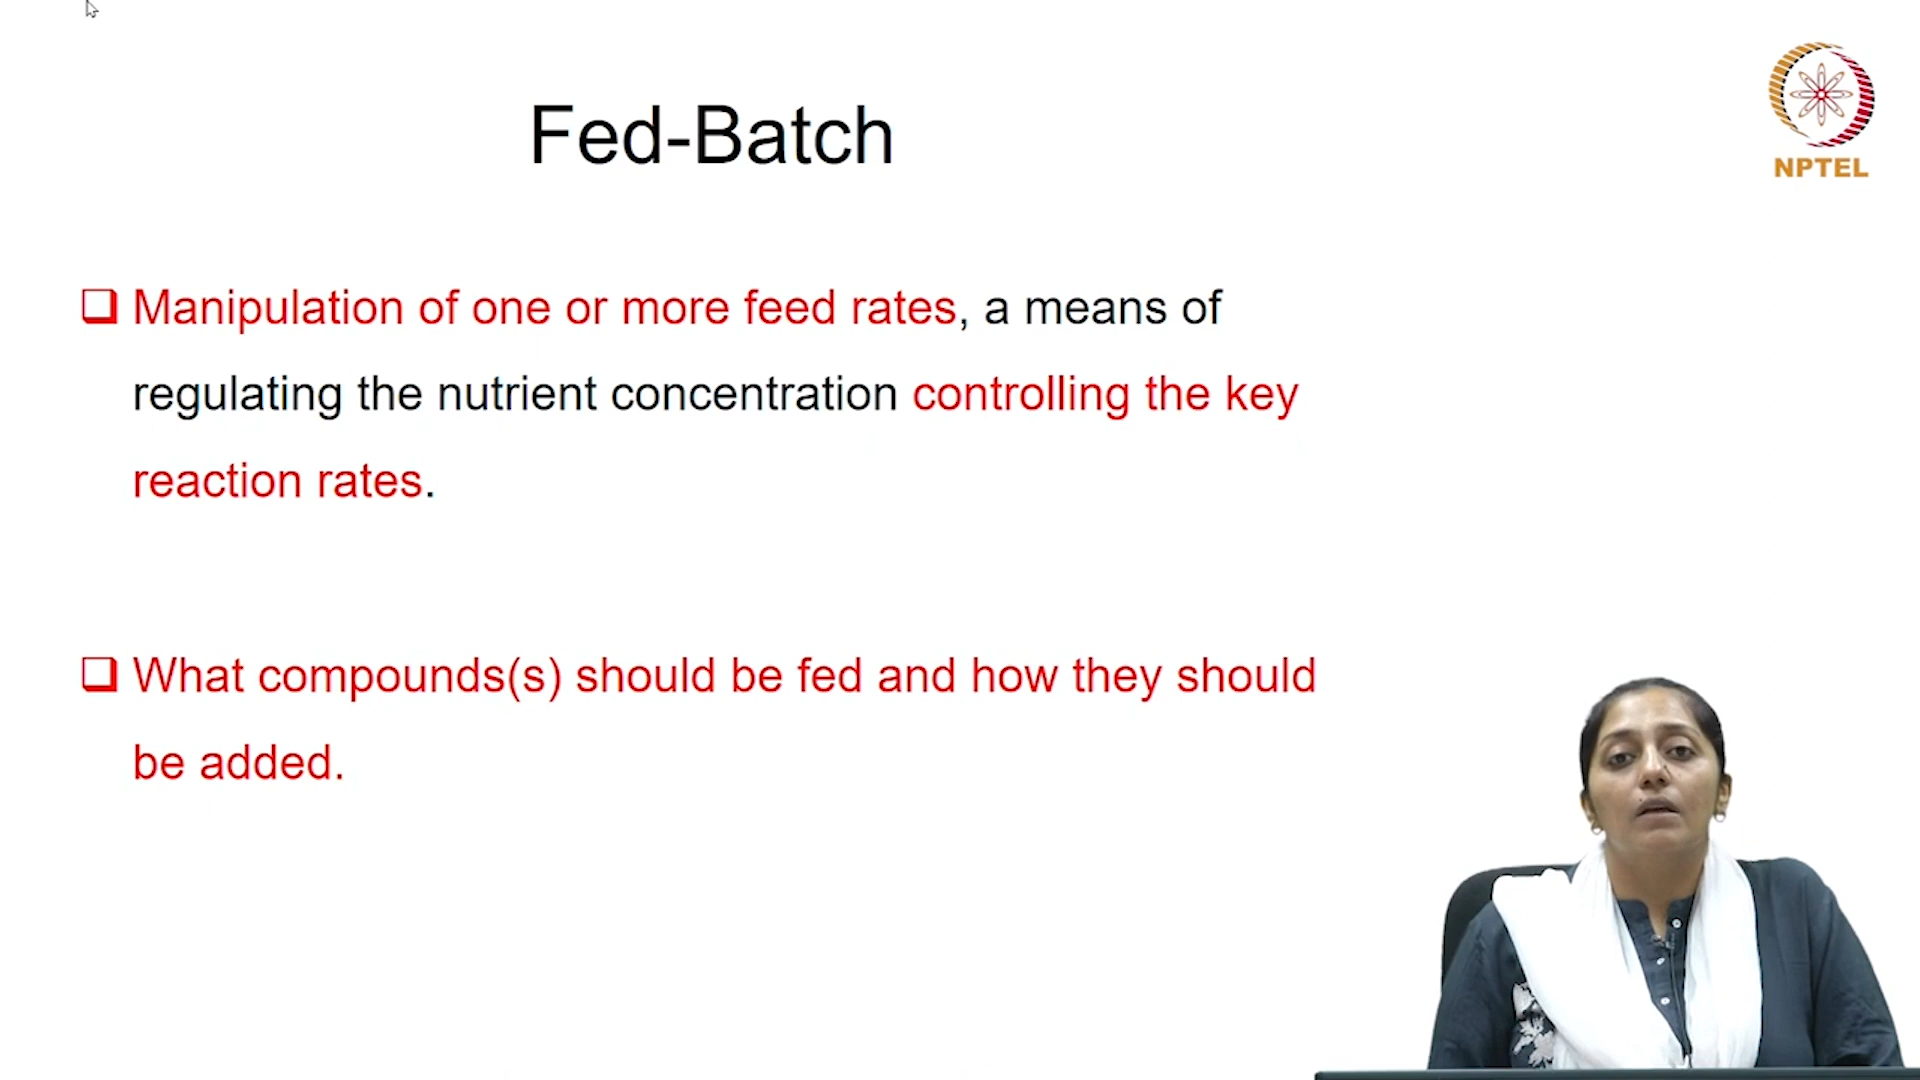 Fed-Batch
NPTEL
❑ Manipulation of one or more feed rates, a means of
regulating the nutrient concentration controlling the key
reaction rates.
❑ What compounds(s) should be fed and how they should
be added.